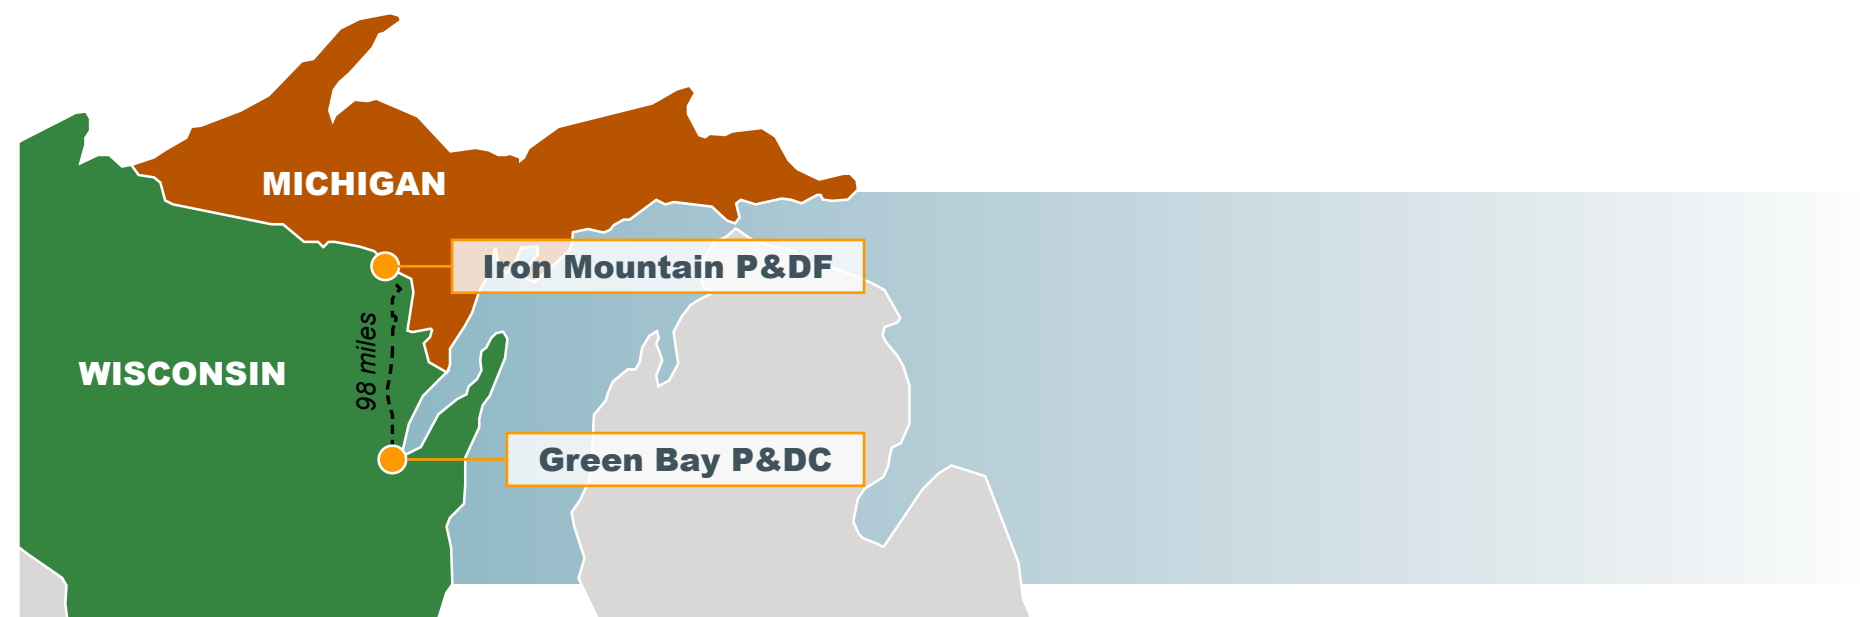 MICHIGAN
Iron Mountain P&DF
98 miles
WISCONSIN
Green Bay P&DC